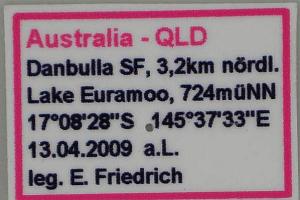 Australia - QLD
Danbulla SF, 3,2km nördl.
Lake Euramoo, 724müNN
17°08'28"S 145°37'33"E
13.04.2009 a.L.
leg. E. Friedrich